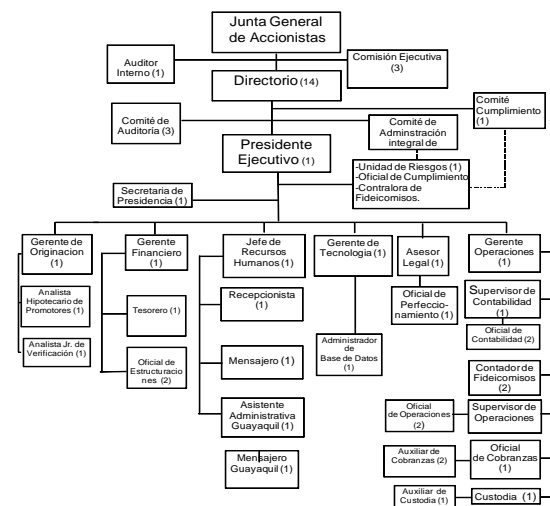 Junta General
de Accionistas
Auditor
Interno (1)
Comisión Ejecutiva
(3)
Directorio (14)
Comité
Cumplimiento
(1)
Comité de
Auditoría (3)
Comité de
Adminstración
integral de
Presidente
Ejecutivo (1)
-Unidad de Riesgos (1)
-Oficial de Cumplimiento
-Contralora de
Fideicomisos.
Secretaria de
Presidencia (1)
Gerente de
Originacion
(1)
Gerente
Financiero
(1)
Jefe de
Recursos
Humanos (1)
Gerente de
Tecnologia (1)
Asesor
Legal (1)
Gerente
Operaciones
(1)
Analista
Hipotecario de
Promotores (1)
Analista Jr. de
Verificación (1)
Tesorero (1)
Oficial de
Estructuracio
nes (2)
Recepcionista
(1)
Mensajero (1)
Asistente
Administrativa
Guayaquil (1)
Mensajero
Guayaquil (1)
Administrador
de
Base de Datos
(1)
Oficial de
Perfeccio-
namiento (1)
Supervisor de
Contabilidad
(1)
Oficial de
Contabilidad (2)
Contador de
Fideicomisos
(2)
Oficial
de Operaciones
(2)
Supervisor de
Operaciones
Auxiliar de
Cobranzas (2)
Oficial
de Cobranzas
(1)
Auxiliar de
Custodia (1)
Custodia (1)